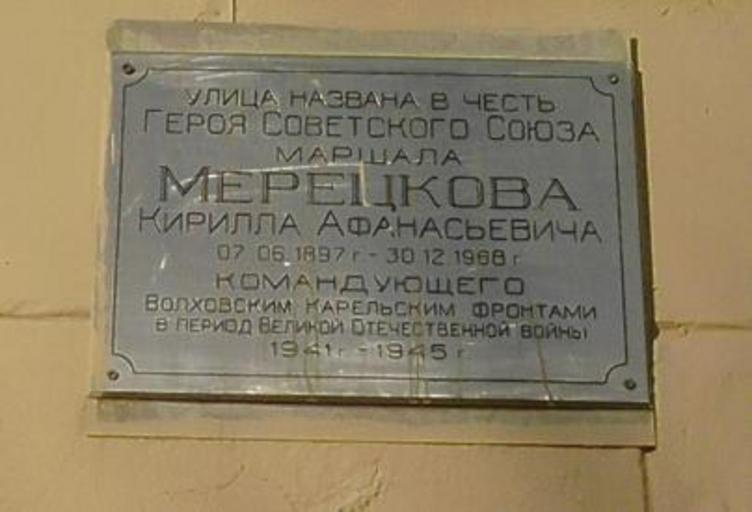 УЛИЦА НАЗВАНА В ЧЕСТЬ
ГЕРОЯ СОВЕТСКОГО СОЮЗА
МАРШАЛА
МЕРЕЦКОВА
КИРИЛЛА АФАНАСЬЕВИЧА
07 06 1897 г - 30 12 1968 г
КОМАНДУЮЩЕГО
ВОЛХОВСКИМ, КАРЕЛЬСКИМ ФРОНТАМИ
В ПЕРИОД ВЕЛИКОЙ ОТЕЧЕСТВЕННОЙ ВОЙНЫ
1941 г - 1945 г